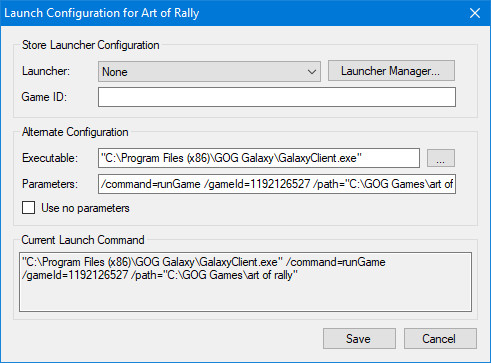 Launch Configuration for Art of Rally
Store Launcher Configuration
Launcher: None Launcher Manager...
Game ID:
Alternate Configuration
Executable: "C:\Program Files (x86)\GOG Galaxy\GalaxyClient.exe" ...
Parameters: /command=runGame /gameId=1192126527 /path="C:\GOG Games\art of
Use no parameters
Current Launch Command
"C:\Program Files (x86)\GOG Galaxy\GalaxyClient.exe" /command=runGame
/gameId=1192126527 /path="C:\GOG Games\art of rally"
Save Cancel